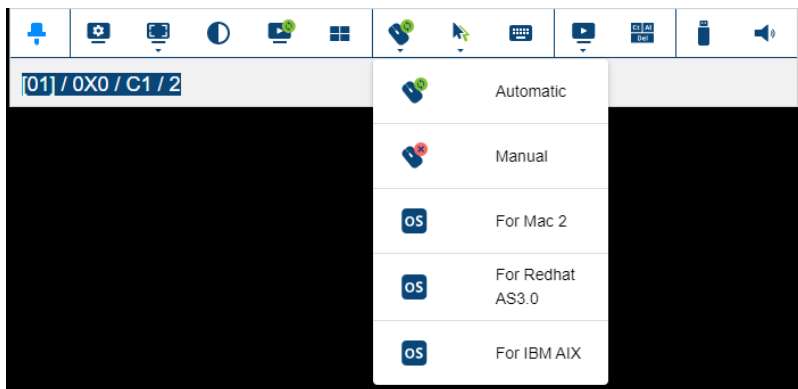 Ct Al
Del
[01] / 0X0 / C1 / 2
Automatic
Manual
OS
For Mac 2
OS
For Redhat
AS3.0
OS
For IBM AIX